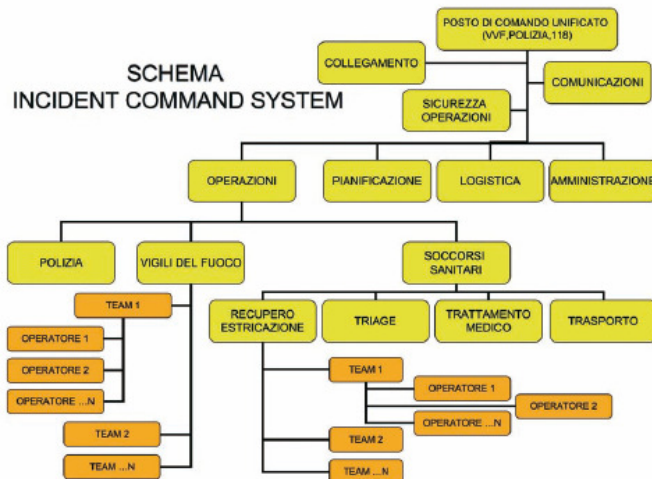 POSTO DI COMANDO UNIFICATO
(VVF,POLIZIA,118)
SCHEMA
INCIDENT COMMAND SYSTEM
COLLEGAMENTO
COMUNICAZIONI
SICUREZZA
OPERAZIONI
OPERAZIONI
PIANIFICAZIONE
LOGISTICA
AMMINISTRAZIONE
POLIZIA
VIGILI DEL FUOCO
SOCCORSI
SANITARI
TEAM 1
OPERATORE 1
OPERATORE 2
OPERATORE ...N
TEAM 2
TEAM ...N
RECUPERO
ESTRICAZIONE
TRIAGE
TRATTAMENTO
MEDICO
TRASPORTO
TEAM 1
OPERATORE 1
OPERATORE 2
OPERATORE ...N
TEAM 2
TEAM ...N